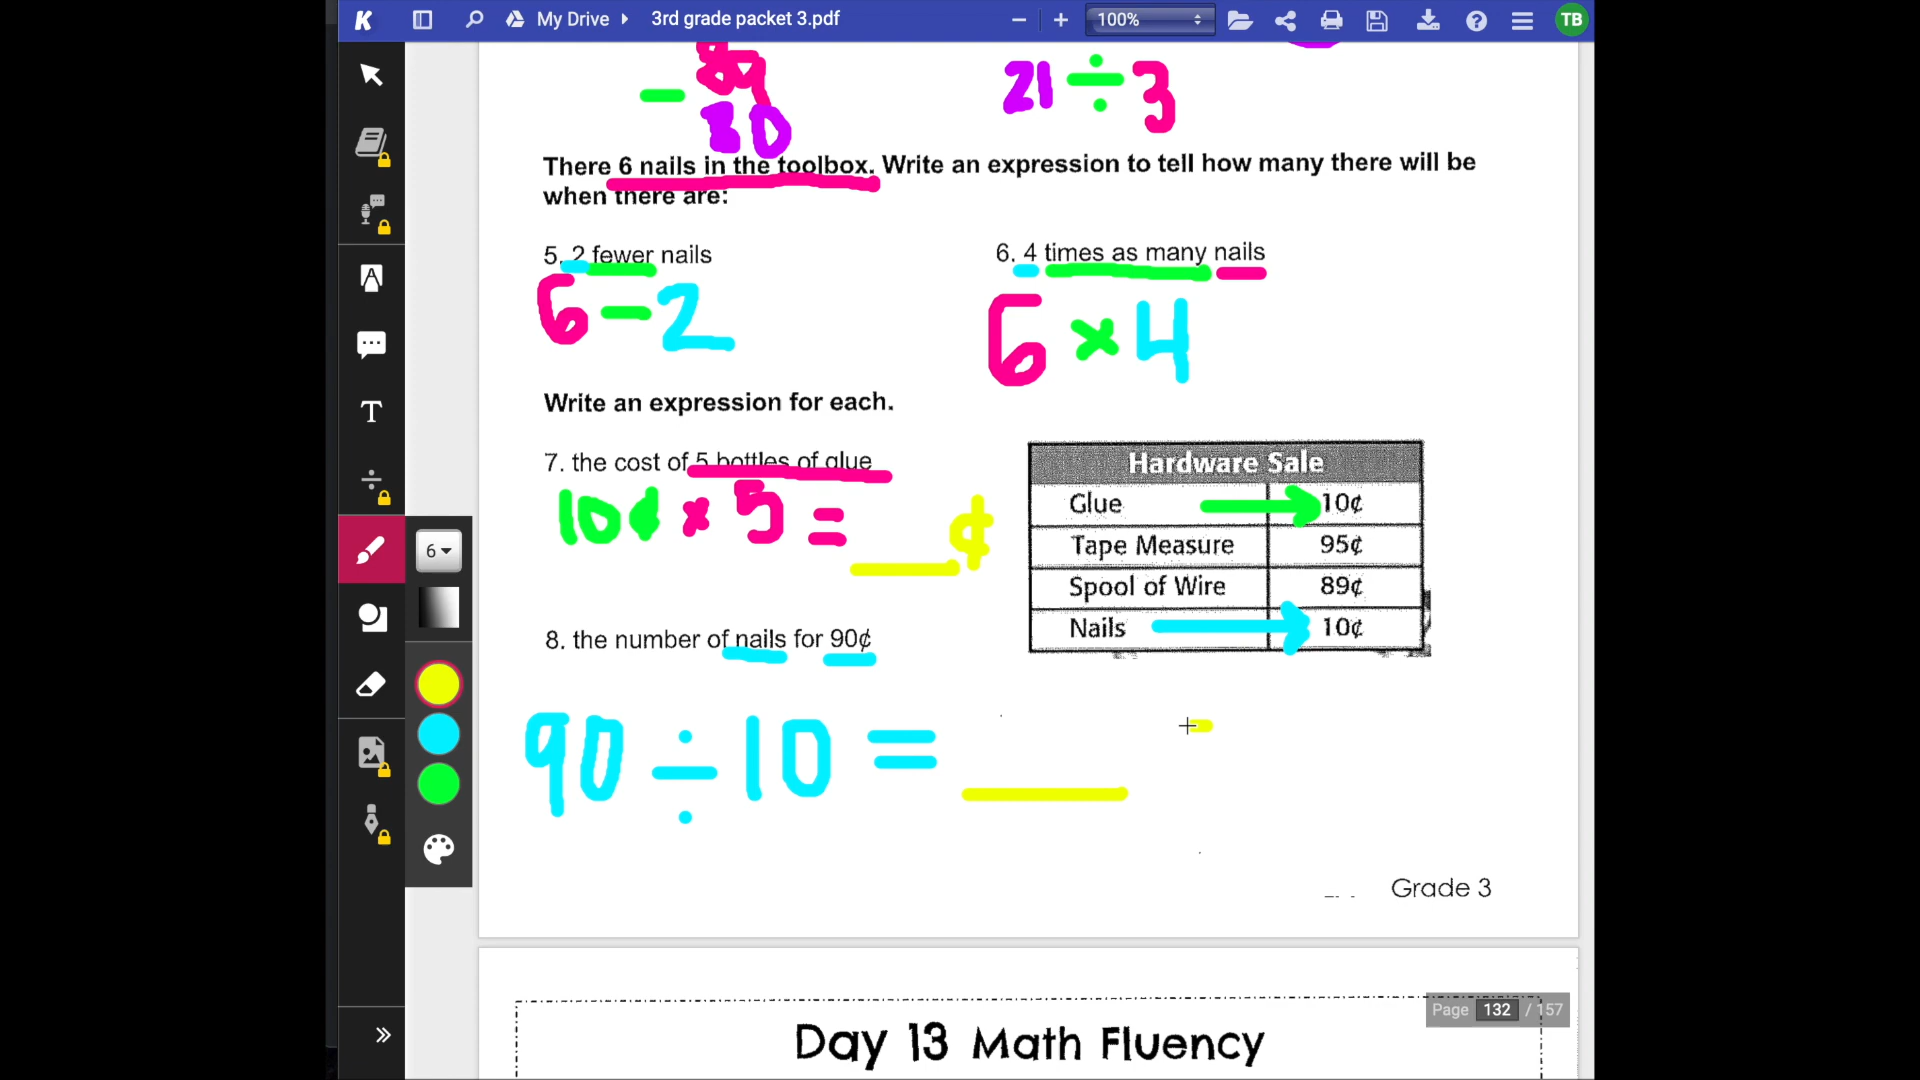 K My Drive 3rd grade packet 3.pdf 100% TB
21 ÷ 3
There 6 nails in the toolbox. Write an expression to tell how many there will be
when there are:
5. 2 fewer nails
6. 4 times as many nails
6 − 2
6 × 4
Write an expression for each.
7. the cost of 5 bottles of glue
10¢ × 5 = ____ ¢
Hardware Sale
Glue 10¢
Tape Measure 95¢
Spool of Wire 89¢
Nails 10¢
8. the number of nails for 90¢
90 ÷ 10 = ____
6
Grade 3
Page 132 / 157
Day 13 Math Fluency